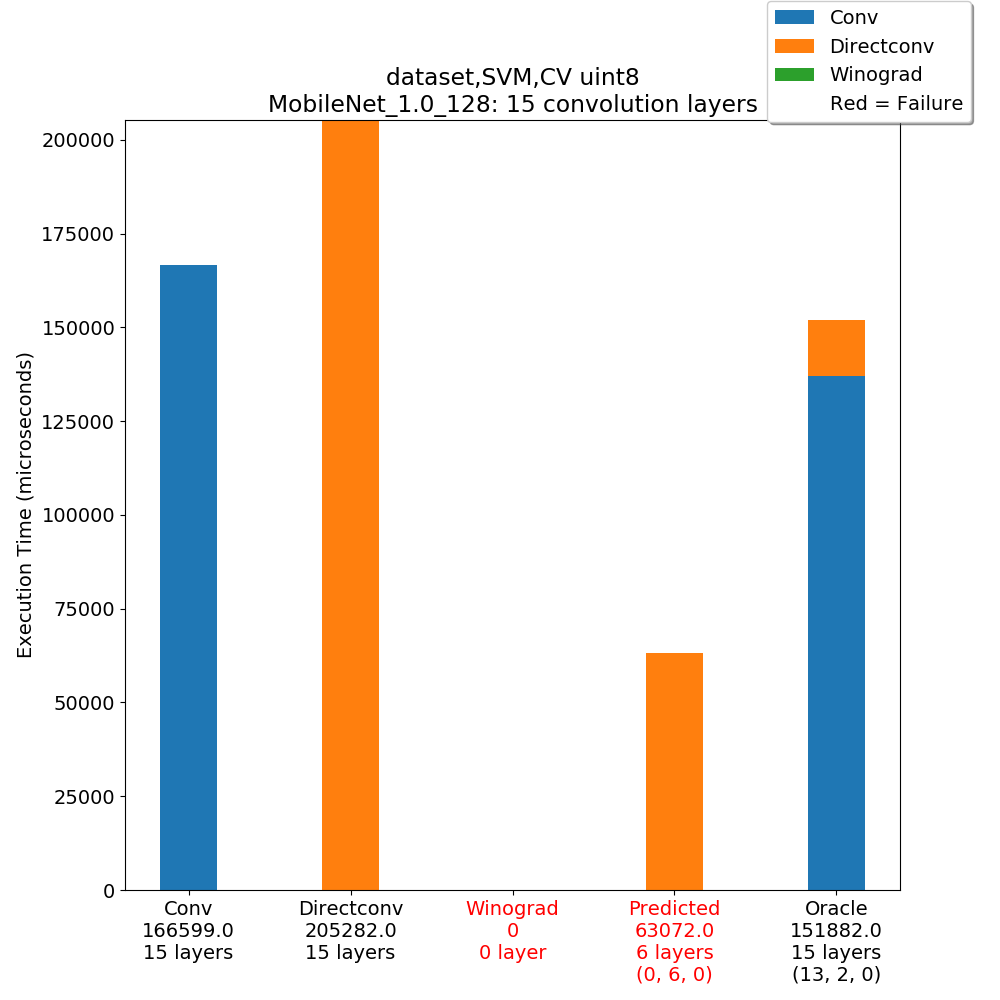 Conv
Directconv
Winograd
Red = Failure
dataset,SVM,CV uint8
MobileNet_1.0_128: 15 convolution layers
Execution Time (microseconds)
200000
175000
150000
125000
100000
75000
50000
25000
0
Conv
166599.0
15 layers
Directconv
205282.0
15 layers
Winograd
0
0 layer
Predicted
63072.0
6 layers
(0, 6, 0)
Oracle
151882.0
15 layers
(13, 2, 0)